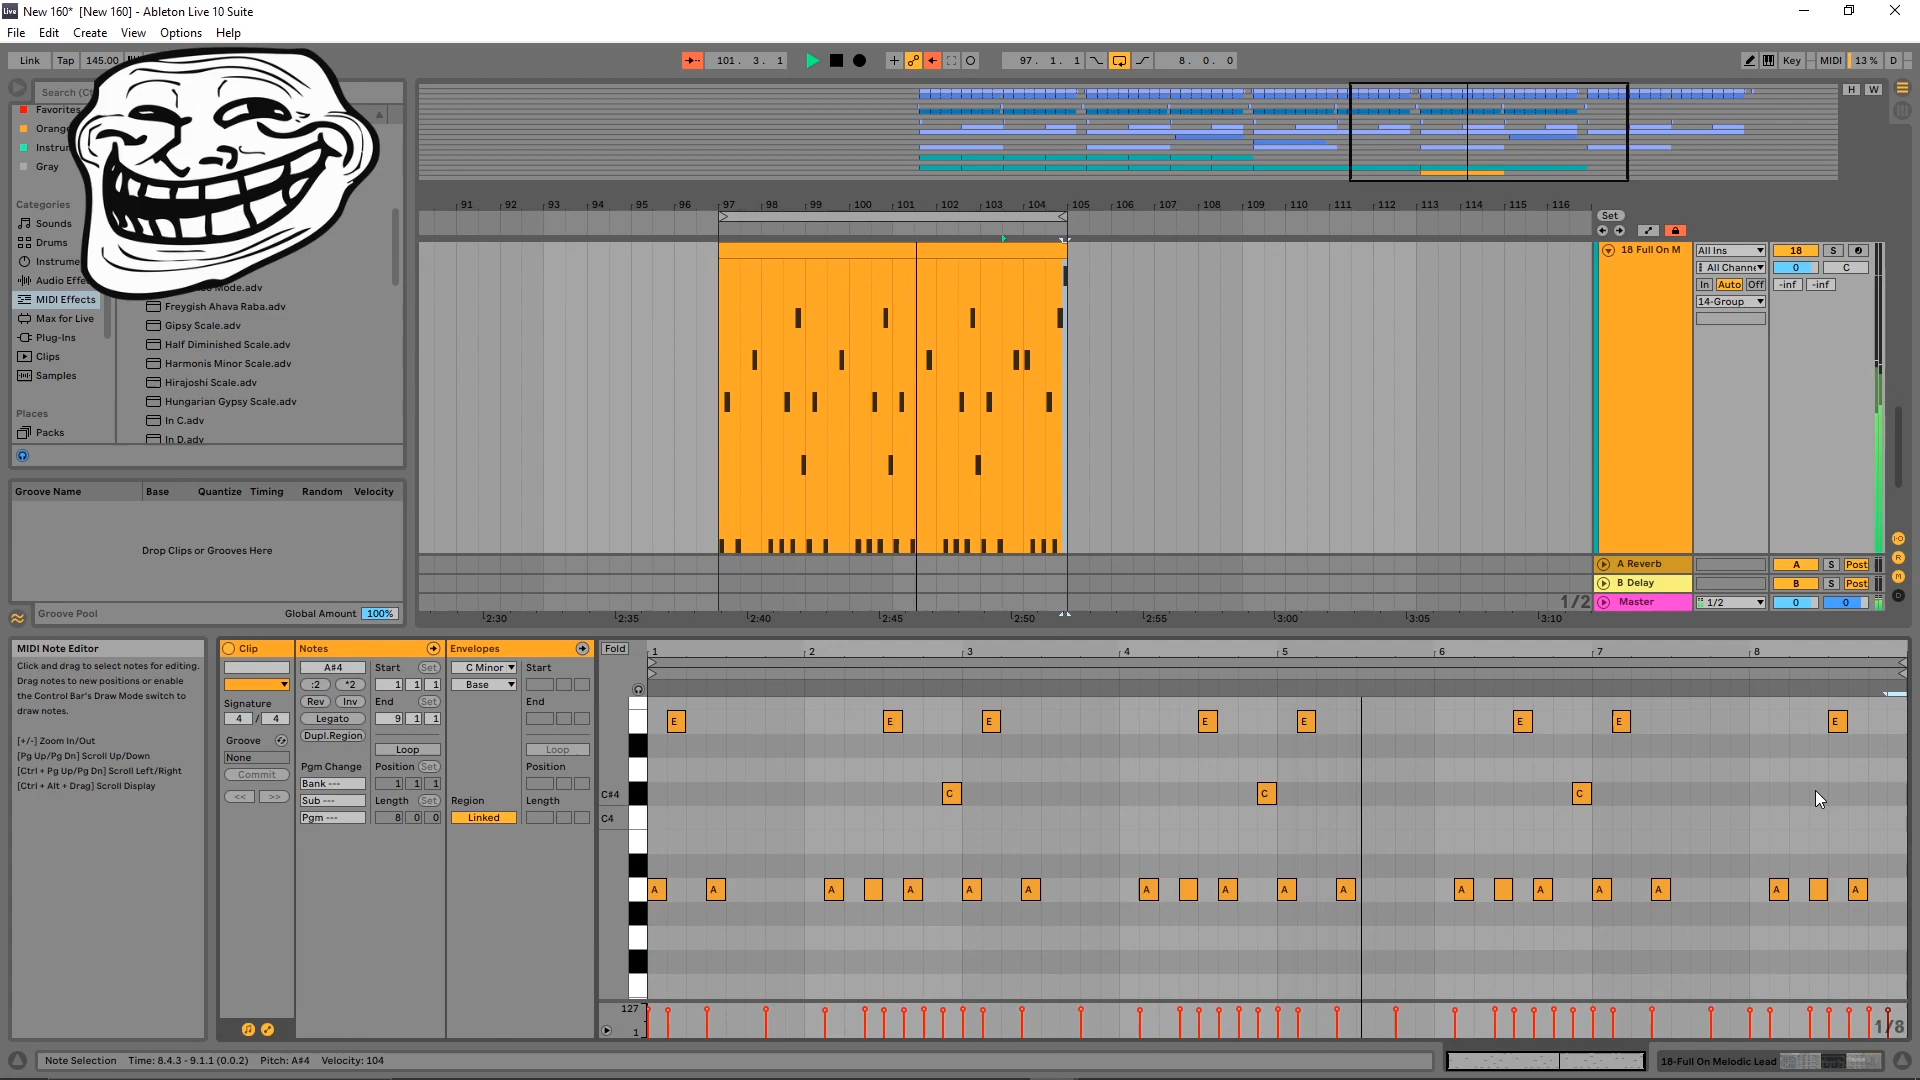 New 160*  [New 160] - Ableton Live 10 Suite
File Edit Create View Options Help
Link Tap 145.00 101. 3. 1 97. 1. 1 8. 0. 0 Key MIDI 13 % D
Search
H W
Favorites
Orange
Instrum
Gray
Categories
Sounds
Drums
Instrume
Audio Effe
MIDI Effects
Max for Live
Plug-Ins
Clips
Samples
Places
Packs
Mode.adv
Freygish Ahava Raba.adv
Gipsy Scale.adv
Half Diminished Scale.adv
Harmonis Minor Scale.adv
Hirajoshi Scale.adv
Hungarian Gypsy Scale.adv
In C.adv
In D.adv
91 92 93 94 95 96 97 98 99 100 101 102 103 104 105 106 107 108 109 110 111 112 113 114 115 116
Set
18 Full On M
All Ins 18 S
All Channe 0 C
In Auto Off -inf -inf
14-Group
Groove Name Base Quantize Timing Random Velocity
Drop Clips or Grooves Here
Groove Pool Global Amount 100%
A Reverb A S Post
B Delay B S Post
1/2 Master 1/2 0 0
2:30 2:35 2:40 2:45 2:50 2:55 3:00 3:05 3:10
MIDI Note Editor
Click and drag to select notes for editing.
Drag notes to new positions or enable
the Control Bar's Draw Mode switch to
draw notes.
[+/-] Zoom In/Out
[Pg Up/Pg Dn] Scroll Up/Down
[Ctrl + Pg Up/Pg Dn] Scroll Left/Right
[Ctrl + Alt + Drag] Scroll Display
Clip
Signature
4 / 4
Groove
None
Commit
<< >>
Notes
A#4 Start Set
:2 *2 1 1 1
Rev Inv End Set
Legato 9 1 1
Dupl.Region
Loop
Pgm Change Position Set
Bank --- 1 1 1
Sub --- Length Set
Pgm --- 8 0 0
Envelopes
C Minor Start
Base
End
Loop
Position
Region Length
Linked
Fold 1 2 3 4 5 6 7 8
E E E E E E E E
C#4 C C C
C4
A A A A A A A A A A A A A A A A A
127
1
1/8
Note Selection Time: 8.4.3 - 9.1.1 (0.0.2) Pitch: A#4 Velocity: 104
18-Full On Melodic Lead